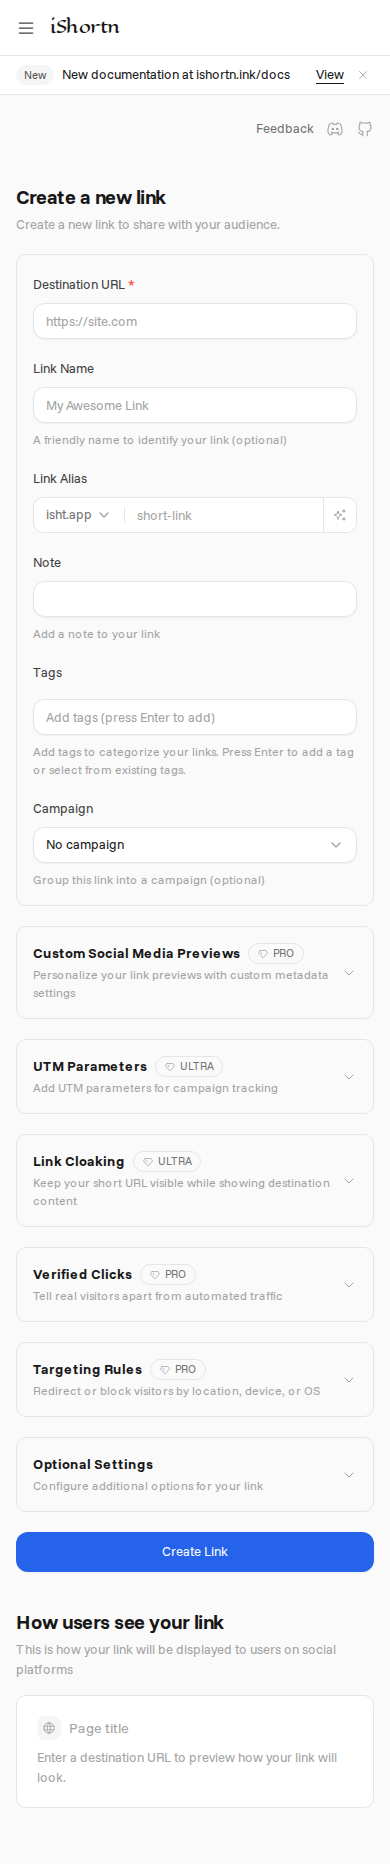 iShortn
New New documentation at ishortn.ink/docs View
Feedback
Create a new link
Create a new link to share with your audience.
Destination URL *
https://site.com
Link Name
My Awesome Link
A friendly name to identify your link (optional)
Link Alias
isht.app short-link
Note
Add a note to your link
Tags
Add tags (press Enter to add)
Add tags to categorize your links. Press Enter to add a tag
or select from existing tags.
Campaign
No campaign
Group this link into a campaign (optional)
Custom Social Media Previews PRO
Personalize your link previews with custom metadata
settings
UTM Parameters ULTRA
Add UTM parameters for campaign tracking
Link Cloaking ULTRA
Keep your short URL visible while showing destination
content
Verified Clicks PRO
Tell real visitors apart from automated traffic
Targeting Rules PRO
Redirect or block visitors by location, device, or OS
Optional Settings
Configure additional options for your link
Create Link
How users see your link
This is how your link will be displayed to users on social
platforms
Page title
Enter a destination URL to preview how your link will
look.